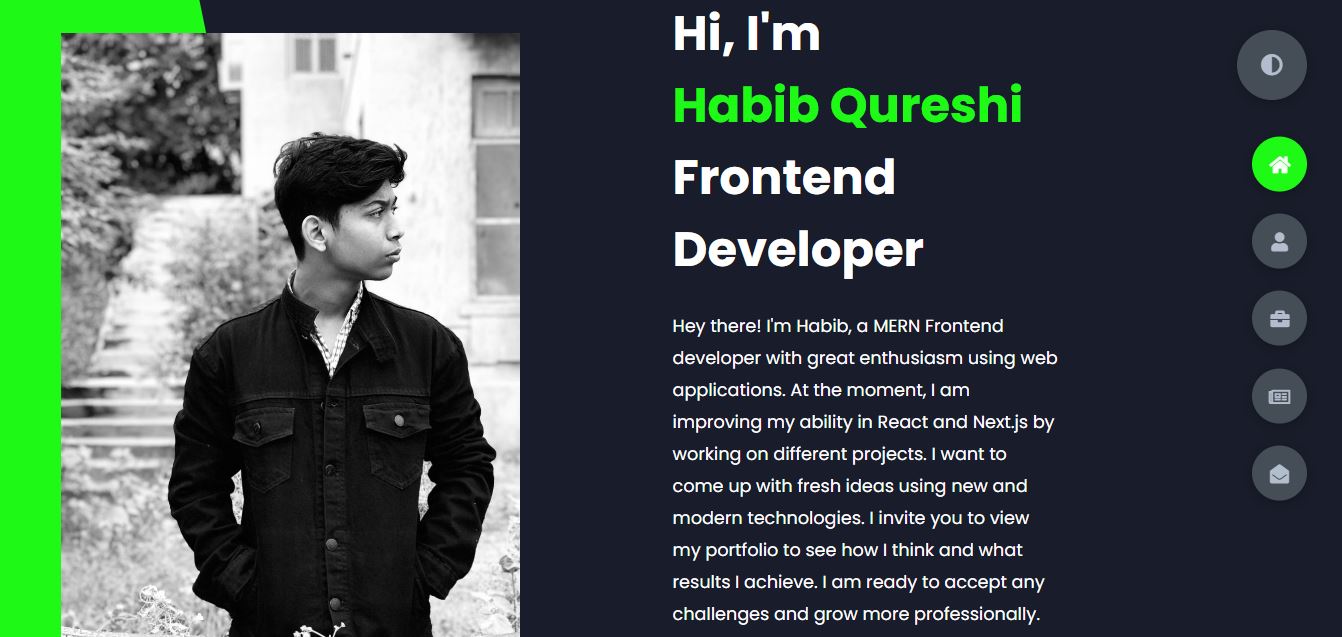 Hi, I'm
Habib Qureshi
Frontend
Developer
Hey there! I'm Habib, a MERN Frontend
developer with great enthusiasm using web
applications. At the moment, I am
improving my ability in React and Next.js by
working on different projects. I want to
come up with fresh ideas using new and
modern technologies. I invite you to view
my portfolio to see how I think and what
results I achieve. I am ready to accept any
challenges and grow more professionally.